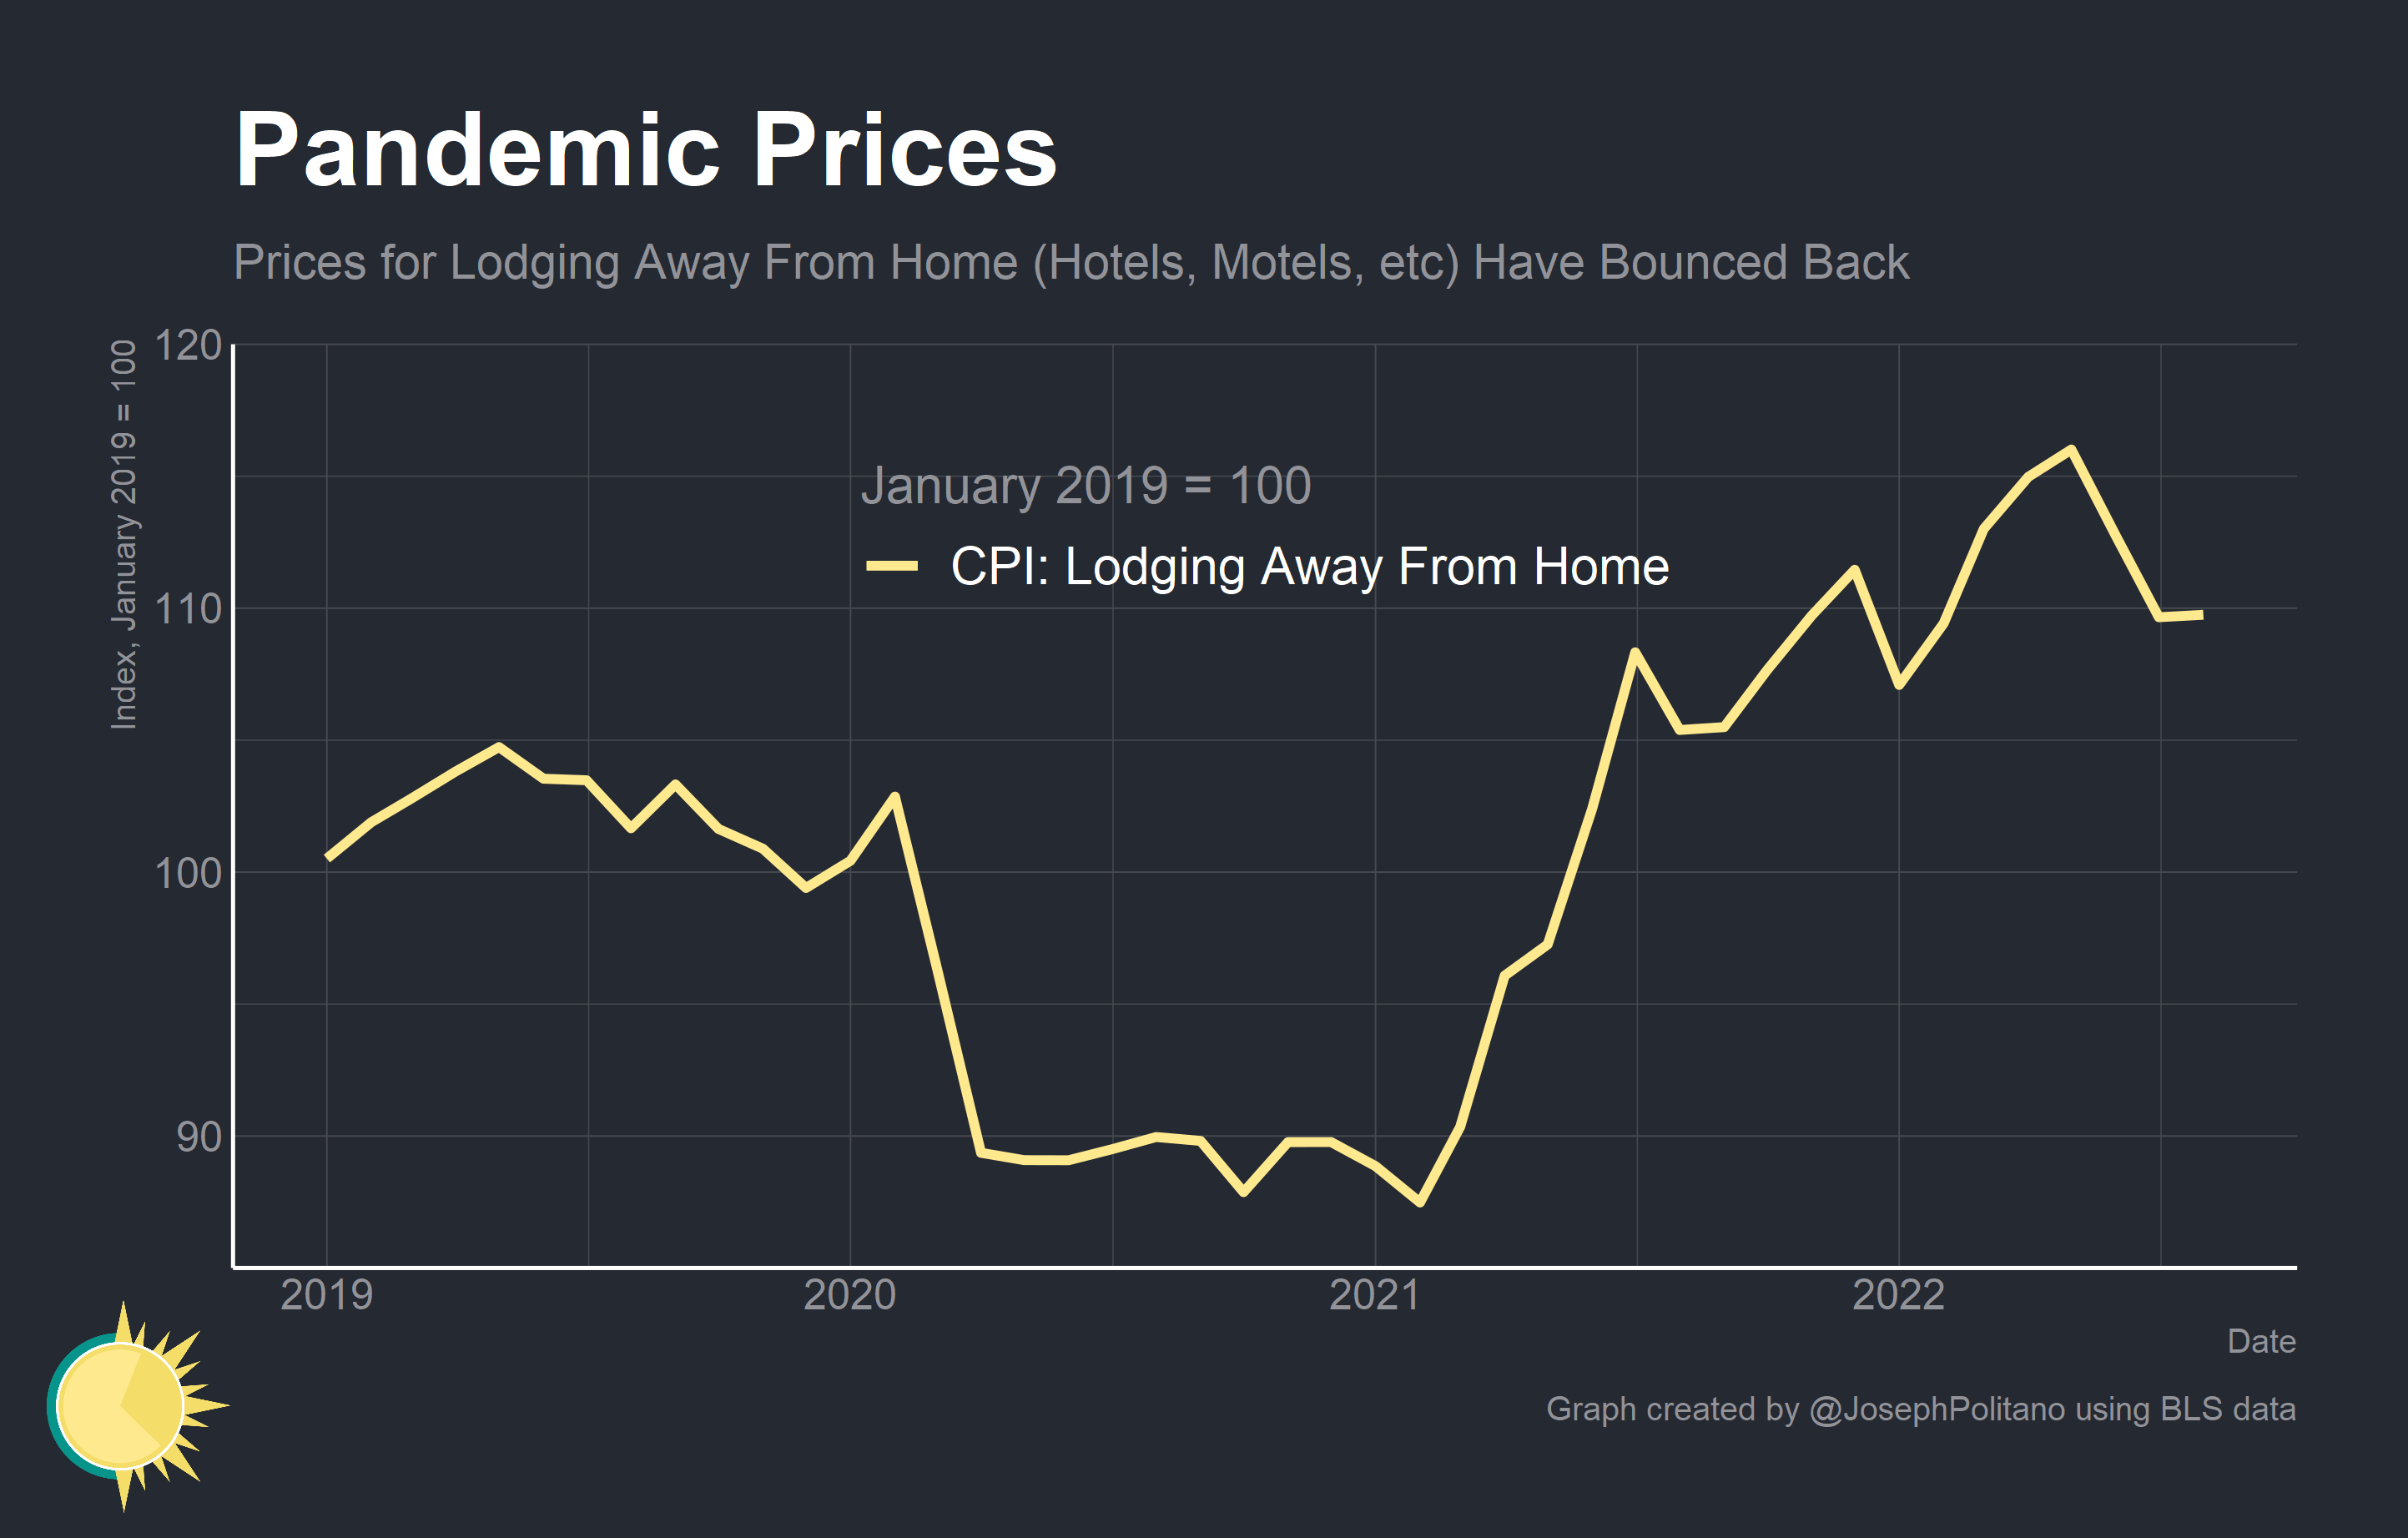 Pandemic Prices
Prices for Lodging Away From Home (Hotels, Motels, etc) Have Bounced Back
Index, January 2019 = 100
120
110
100
90
January 2019 = 100
CPI: Lodging Away From Home
2019
2020
2021
2022
Date
Graph created by @JosephPolitano using BLS data